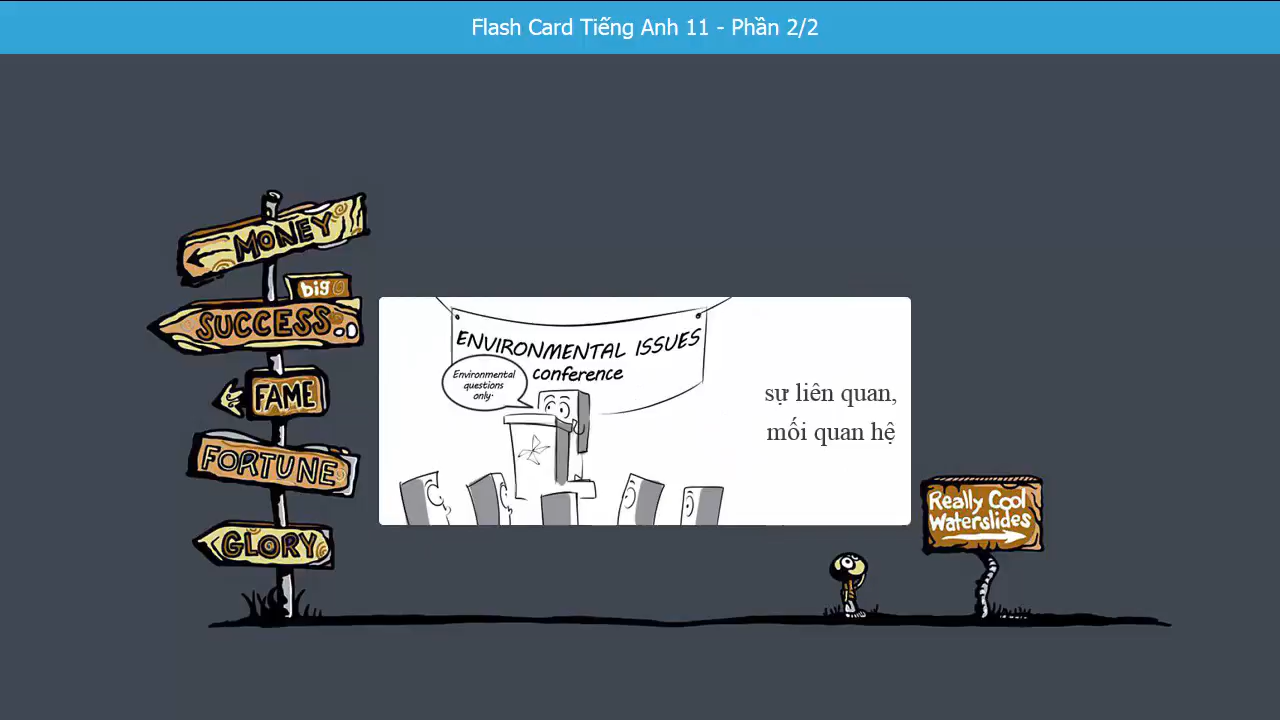 Flash Card Tiếng Anh 11 - Phần 2/2
MONEY
big
SUCCESS
FAME
FORTUNE
GLORY
ENVIRONMENTAL ISSUES
conference
Environmental
questions
only.
sự liên quan,
mối quan hệ
Really Cool
Waterslides